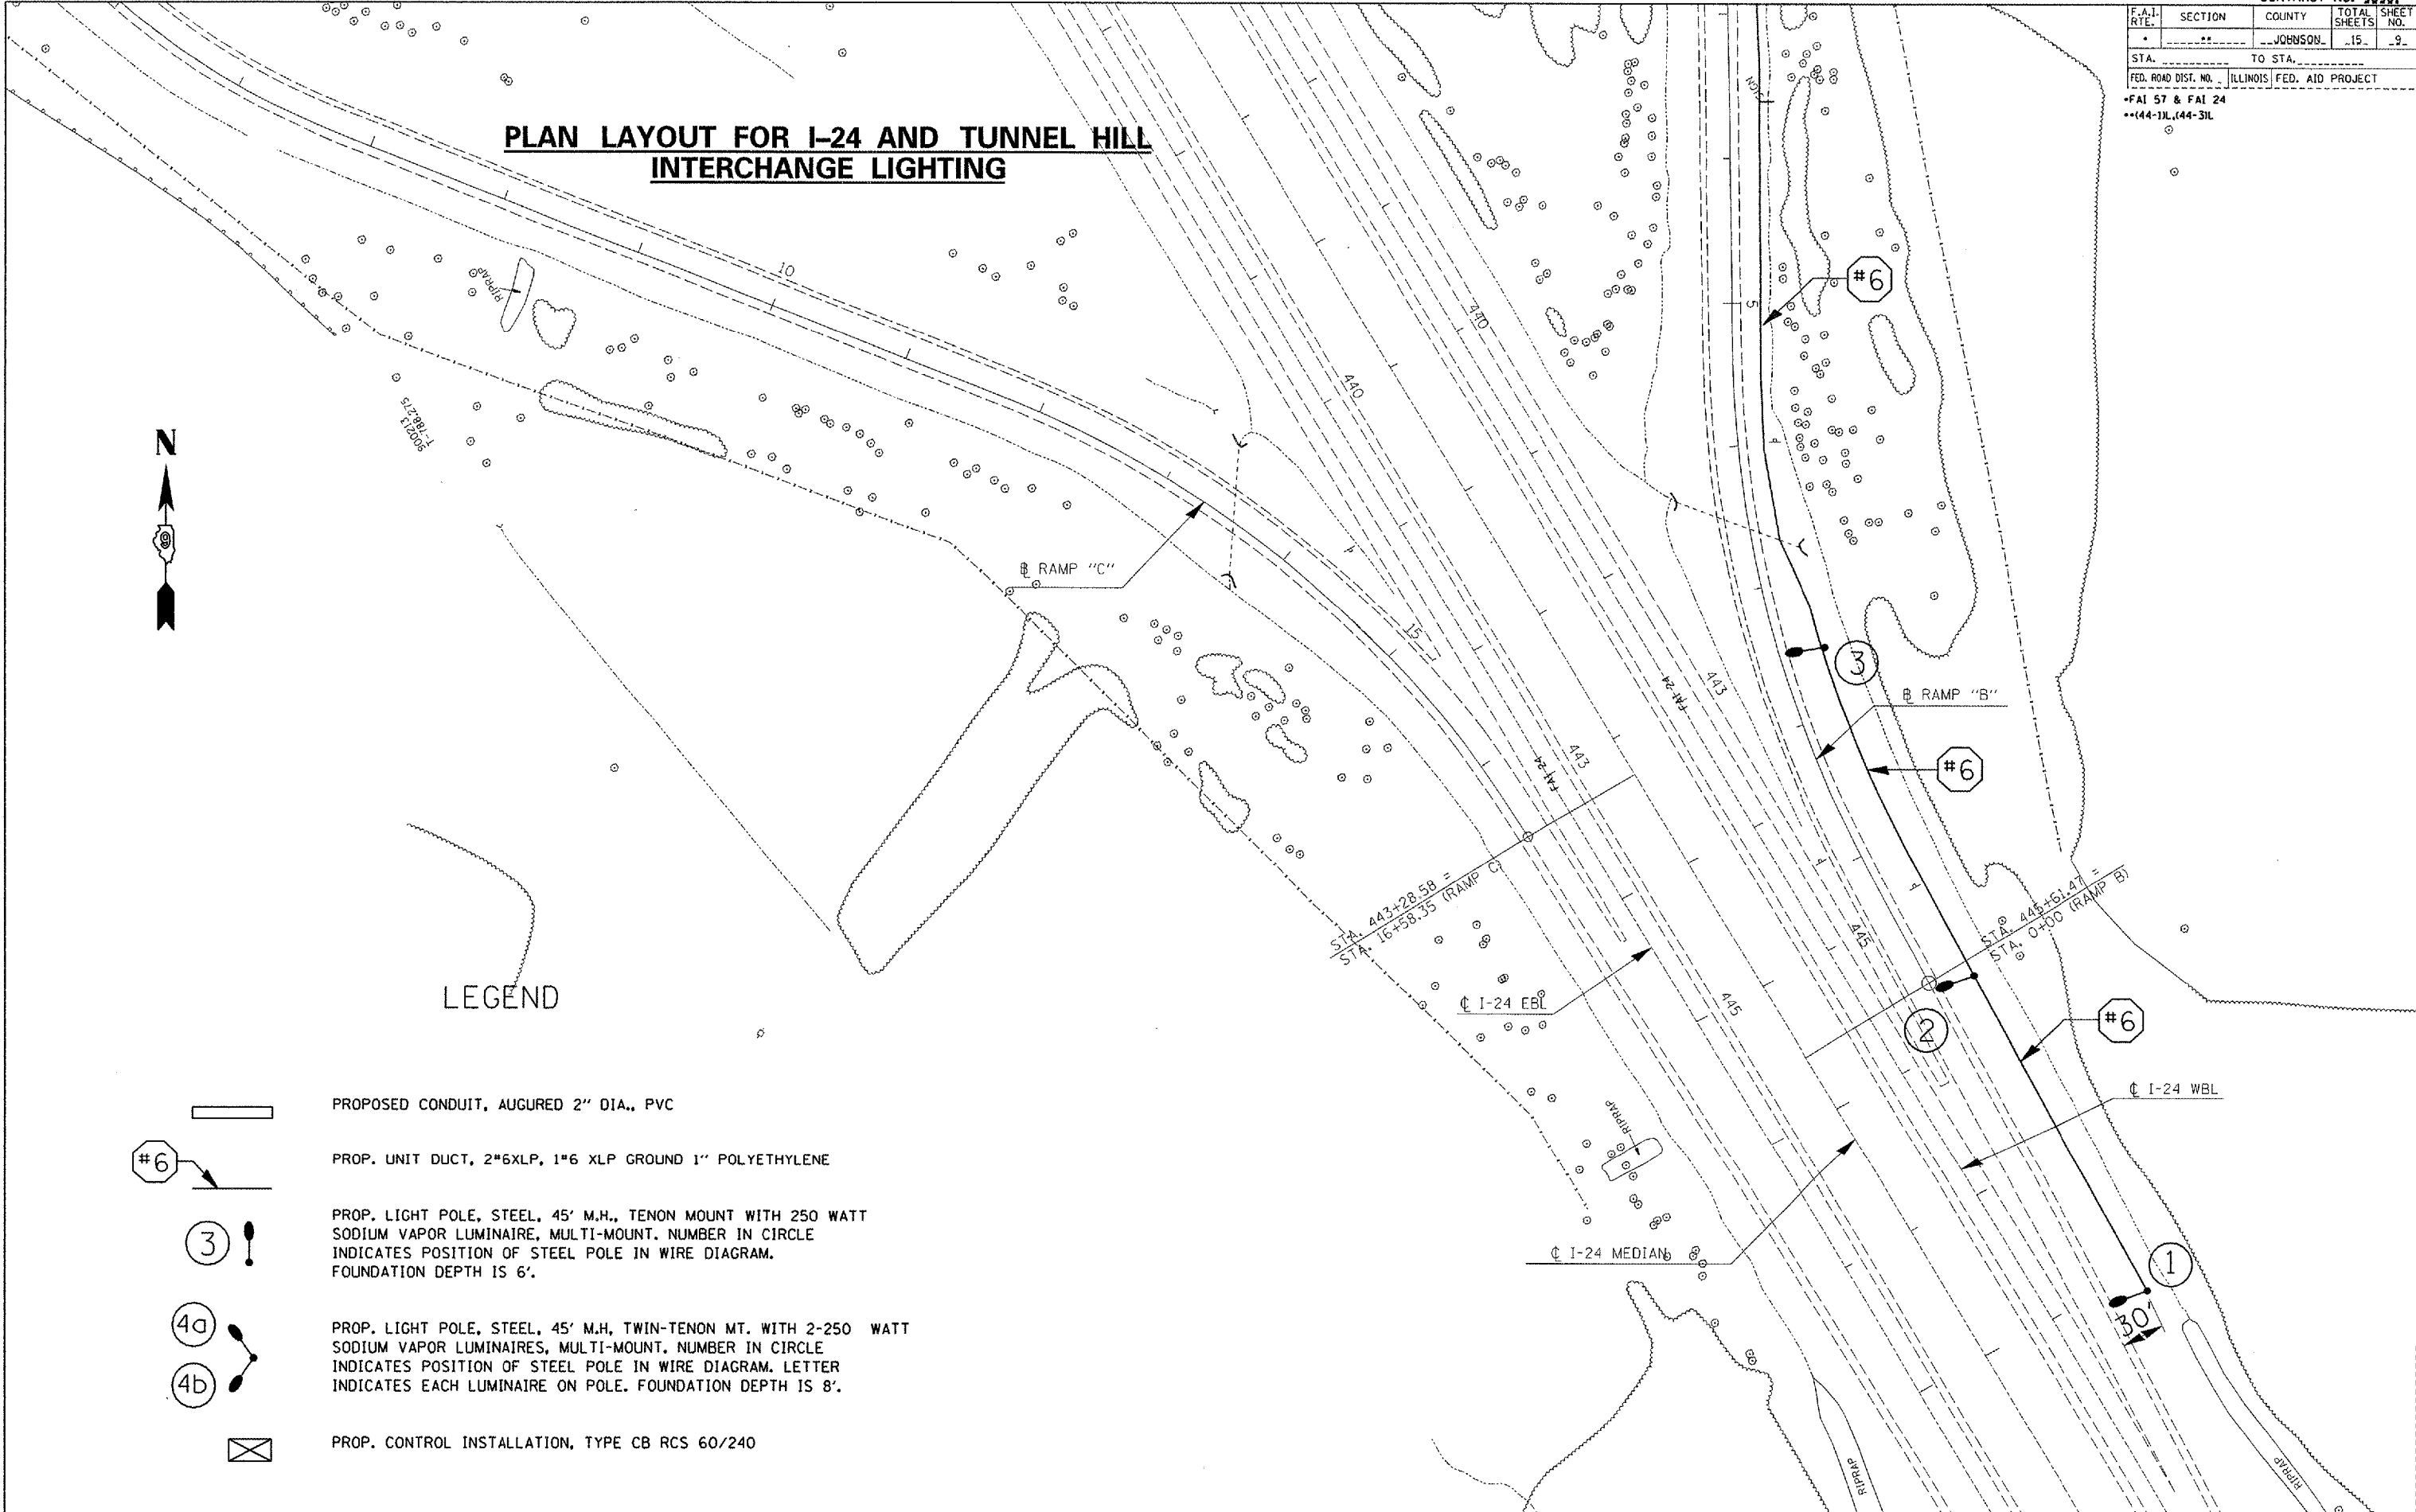 F.A.I. RTE. SECTION COUNTY TOTAL SHEETS SHEET NO.
• ** JOHNSON 15 9
STA. TO STA.
FED. ROAD DIST. NO. ILLINOIS FED. AID PROJECT
•FAI 57 & FAI 24
••(44-1)L,(44-3)L
PLAN LAYOUT FOR I-24 AND TUNNEL HILL
INTERCHANGE LIGHTING
SIGN
RIPRAP
10
#6
5
440
440
900213
T-788.275
N
℄ RAMP "C"
15
3
443
FAI-24
℄ RAMP "B"
443
FAI-24
#6
STA. 443+28.58 =
STA. 16+58.35 (RAMP C)
STA. 445+61.47 =
STA. 0+00 (RAMP B)
445
℄ I-24 EBL
445
2
#6
℄ I-24 WBL
RIPRAP
℄ I-24 MEDIAN
1
30'
RIPRAP
RIPRAP
LEGEND
PROPOSED CONDUIT, AUGURED 2" DIA., PVC
#6
PROP. UNIT DUCT, 2#6XLP, 1#6 XLP GROUND 1" POLYETHYLENE
3
PROP. LIGHT POLE, STEEL, 45' M.H., TENON MOUNT WITH 250 WATT
SODIUM VAPOR LUMINAIRE, MULTI-MOUNT. NUMBER IN CIRCLE
INDICATES POSITION OF STEEL POLE IN WIRE DIAGRAM.
FOUNDATION DEPTH IS 6'.
4a
4b
PROP. LIGHT POLE, STEEL, 45' M.H, TWIN-TENON MT. WITH 2-250 WATT
SODIUM VAPOR LUMINAIRES, MULTI-MOUNT. NUMBER IN CIRCLE
INDICATES POSITION OF STEEL POLE IN WIRE DIAGRAM. LETTER
INDICATES EACH LUMINAIRE ON POLE. FOUNDATION DEPTH IS 8'.
PROP. CONTROL INSTALLATION, TYPE CB RCS 60/240